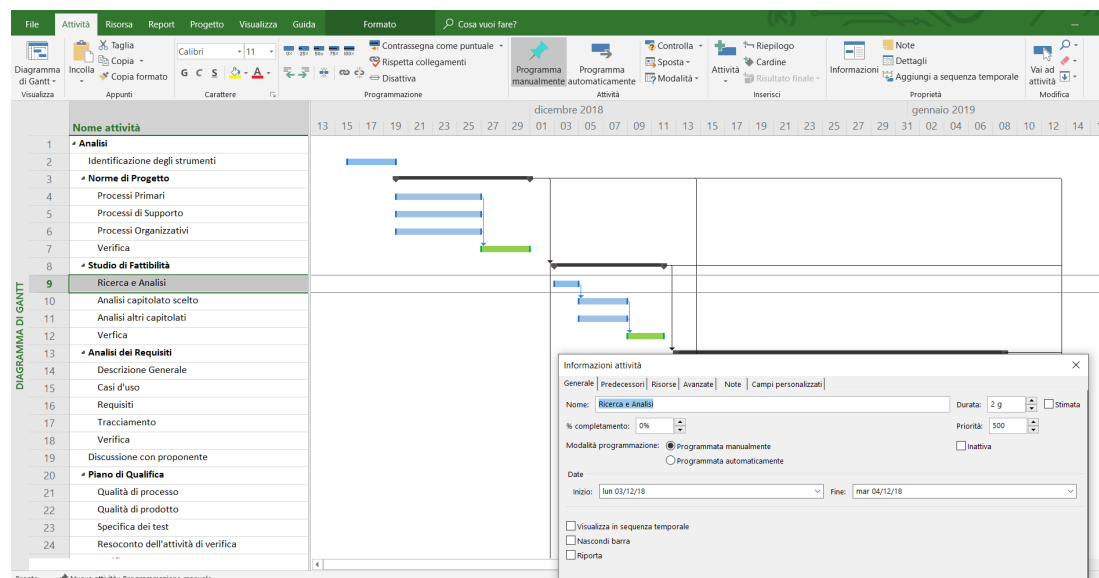 File Attività Risorsa Report Progetto Visualizza Guida Formato Cosa vuoi fare?
Diagramma di Gantt
Visualizza
Incolla
Taglia
Copia
Copia formato
Appunti
Calibri 11
G C S A
Carattere
0× 25× 50× 75× 100×
Contrassegna come puntuale
Rispetta collegamenti
Disattiva
Programmazione
Programma manualmente
Programma automaticamente
Controlla
Sposta
Modalità
Attività
Attività
Riepilogo
Cardine
Risultato finale
Inserisci
Informazioni
Note
Dettagli
Aggiungi a sequenza temporale
Proprietà
Vai ad attività
Modifica
dicembre 2018 gennaio 2019
Nome attività 13 15 17 19 21 23 25 27 29 01 03 05 07 09 11 13 15 17 19 21 23 25 27 29 31 02 04 06 08 10 12 14
DIAGRAMMA DI GANTT
1 Analisi
2 Identificazione degli strumenti
3 Norme di Progetto
4 Processi Primari
5 Processi di Supporto
6 Processi Organizzativi
7 Verifica
8 Studio di Fattibilità
9 Ricerca e Analisi
10 Analisi capitolato scelto
11 Analisi altri capitolati
12 Verfica
13 Analisi dei Requisiti
14 Descrizione Generale
15 Casi d'uso
16 Requisiti
17 Tracciamento
18 Verifica
19 Discussione con proponente
20 Piano di Qualifica
21 Qualità di processo
22 Qualità di prodotto
23 Specifica dei test
24 Resoconto dell'attività di verifica
Informazioni attività
Generale Predecessori Risorse Avanzate Note Campi personalizzati
Nome: Ricerca e Analisi Durata: 2 g Stimata
% completamento: 0% Priorità: 500
Modalità programmazione: Programmata manualmente Inattiva
Programmata automaticamente
Date
Inizio: lun 03/12/18 Fine: mar 04/12/18
Visualizza in sequenza temporale
Nascondi barra
Riporta